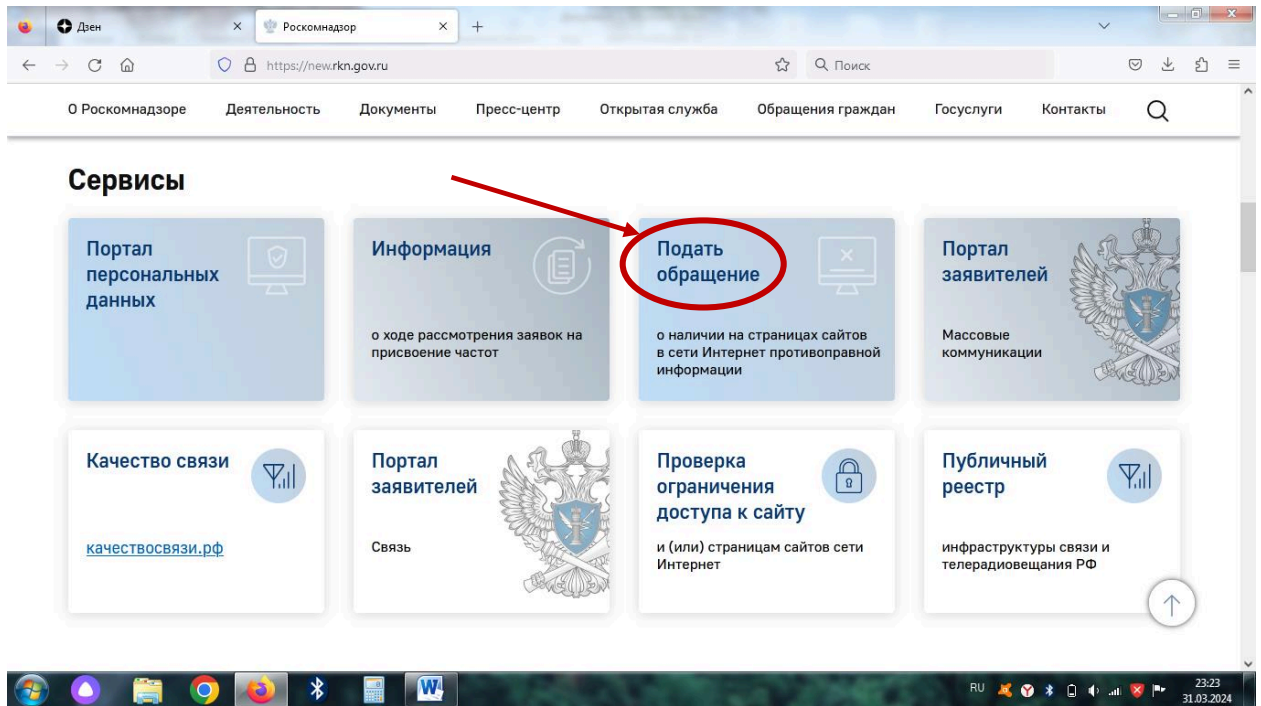 Дзен
Роскомнадзор
https://new.rkn.gov.ru
Поиск
О Роскомнадзоре Деятельность Документы Пресс-центр Открытая служба Обращения граждан Госуслуги Контакты
Сервисы
Портал
персональных
данных
Информация
о ходе рассмотрения заявок на
присвоение частот
Подать
обращение
о наличии на страницах сайтов
в сети Интернет противоправной
информации
Портал
заявителей
Массовые
коммуникации
Качество связи
качествосвязи.рф
Портал
заявителей
Связь
Проверка
ограничения
доступа к сайту
и (или) страницам сайтов сети
Интернет
Публичный
реестр
инфраструктуры связи и
телерадиовещания РФ
RU
23:23
31.03.2024